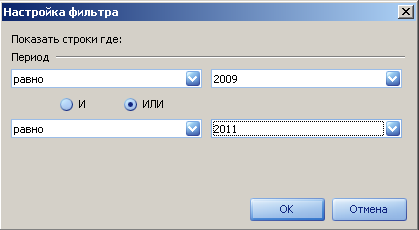 Настройка фильтра
Показать строки где:
Период
равно 2009
И ИЛИ
равно 2011
OK Отмена